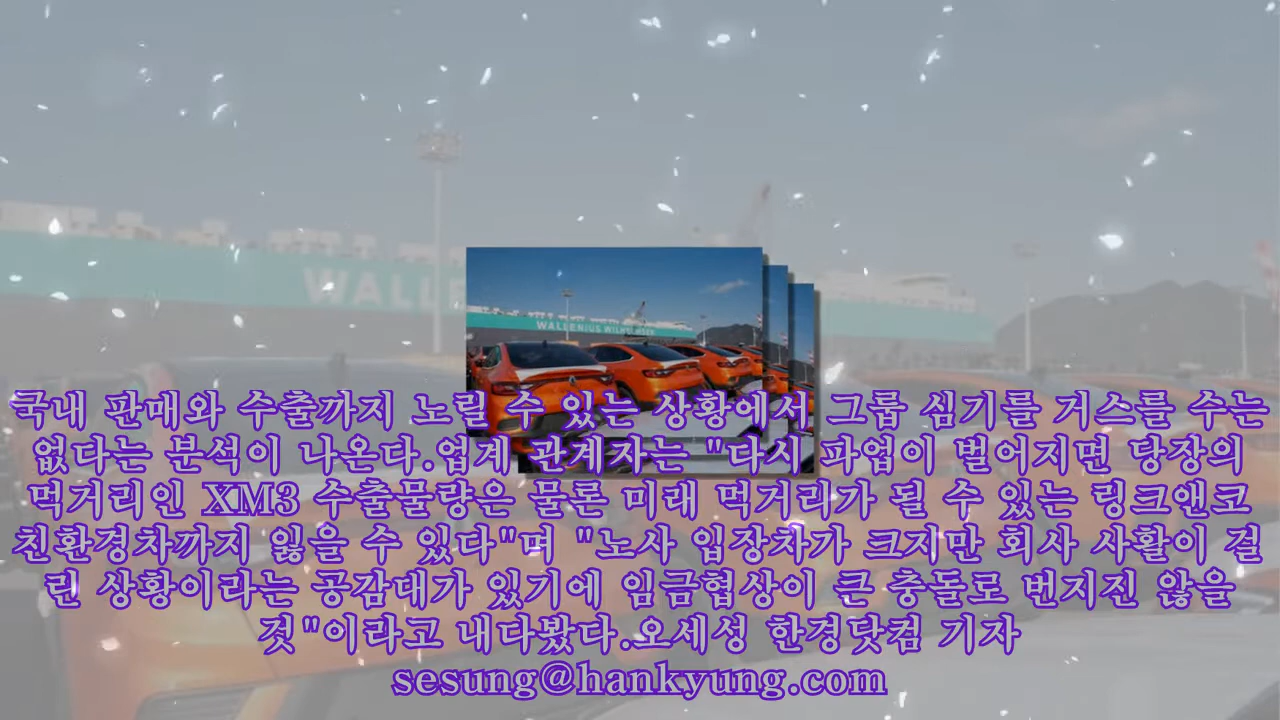 WALLE
WALLENIUS WILHELMSEN
국내 판매와 수출까지 노릴 수 있는 상황에서 그룹 심기를 거스를 수는
없다는 분석이 나온다.업계 관계자는 "다시 파업이 벌어지면 당장의
먹거리인 XM3 수출물량은 물론 미래 먹거리가 될 수 있는 링크앤코
친환경차까지 잃을 수 있다"며 "노사 입장차가 크지만 회사 사활이 걸
린 상황이라는 공감대가 있기에 임금협상이 큰 충돌로 번지진 않을
것"이라고 내다봤다.오세성 한경닷컴 기자
sesung@hankyung.com